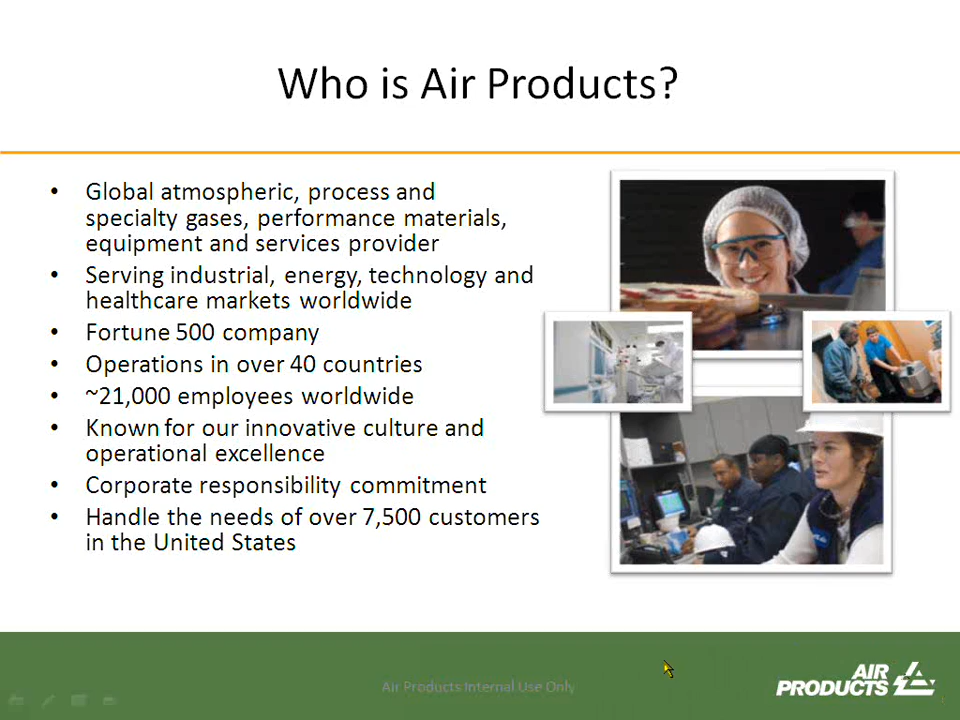 Who is Air Products?
• Global atmospheric, process and
specialty gases, performance materials,
equipment and services provider
• Serving industrial, energy, technology and
healthcare markets worldwide
• Fortune 500 company
• Operations in over 40 countries
• ~21,000 employees worldwide
• Known for our innovative culture and
operational excellence
• Corporate responsibility commitment
• Handle the needs of over 7,500 customers
in the United States
Air Products Internal Use Only
AIR
PRODUCTS